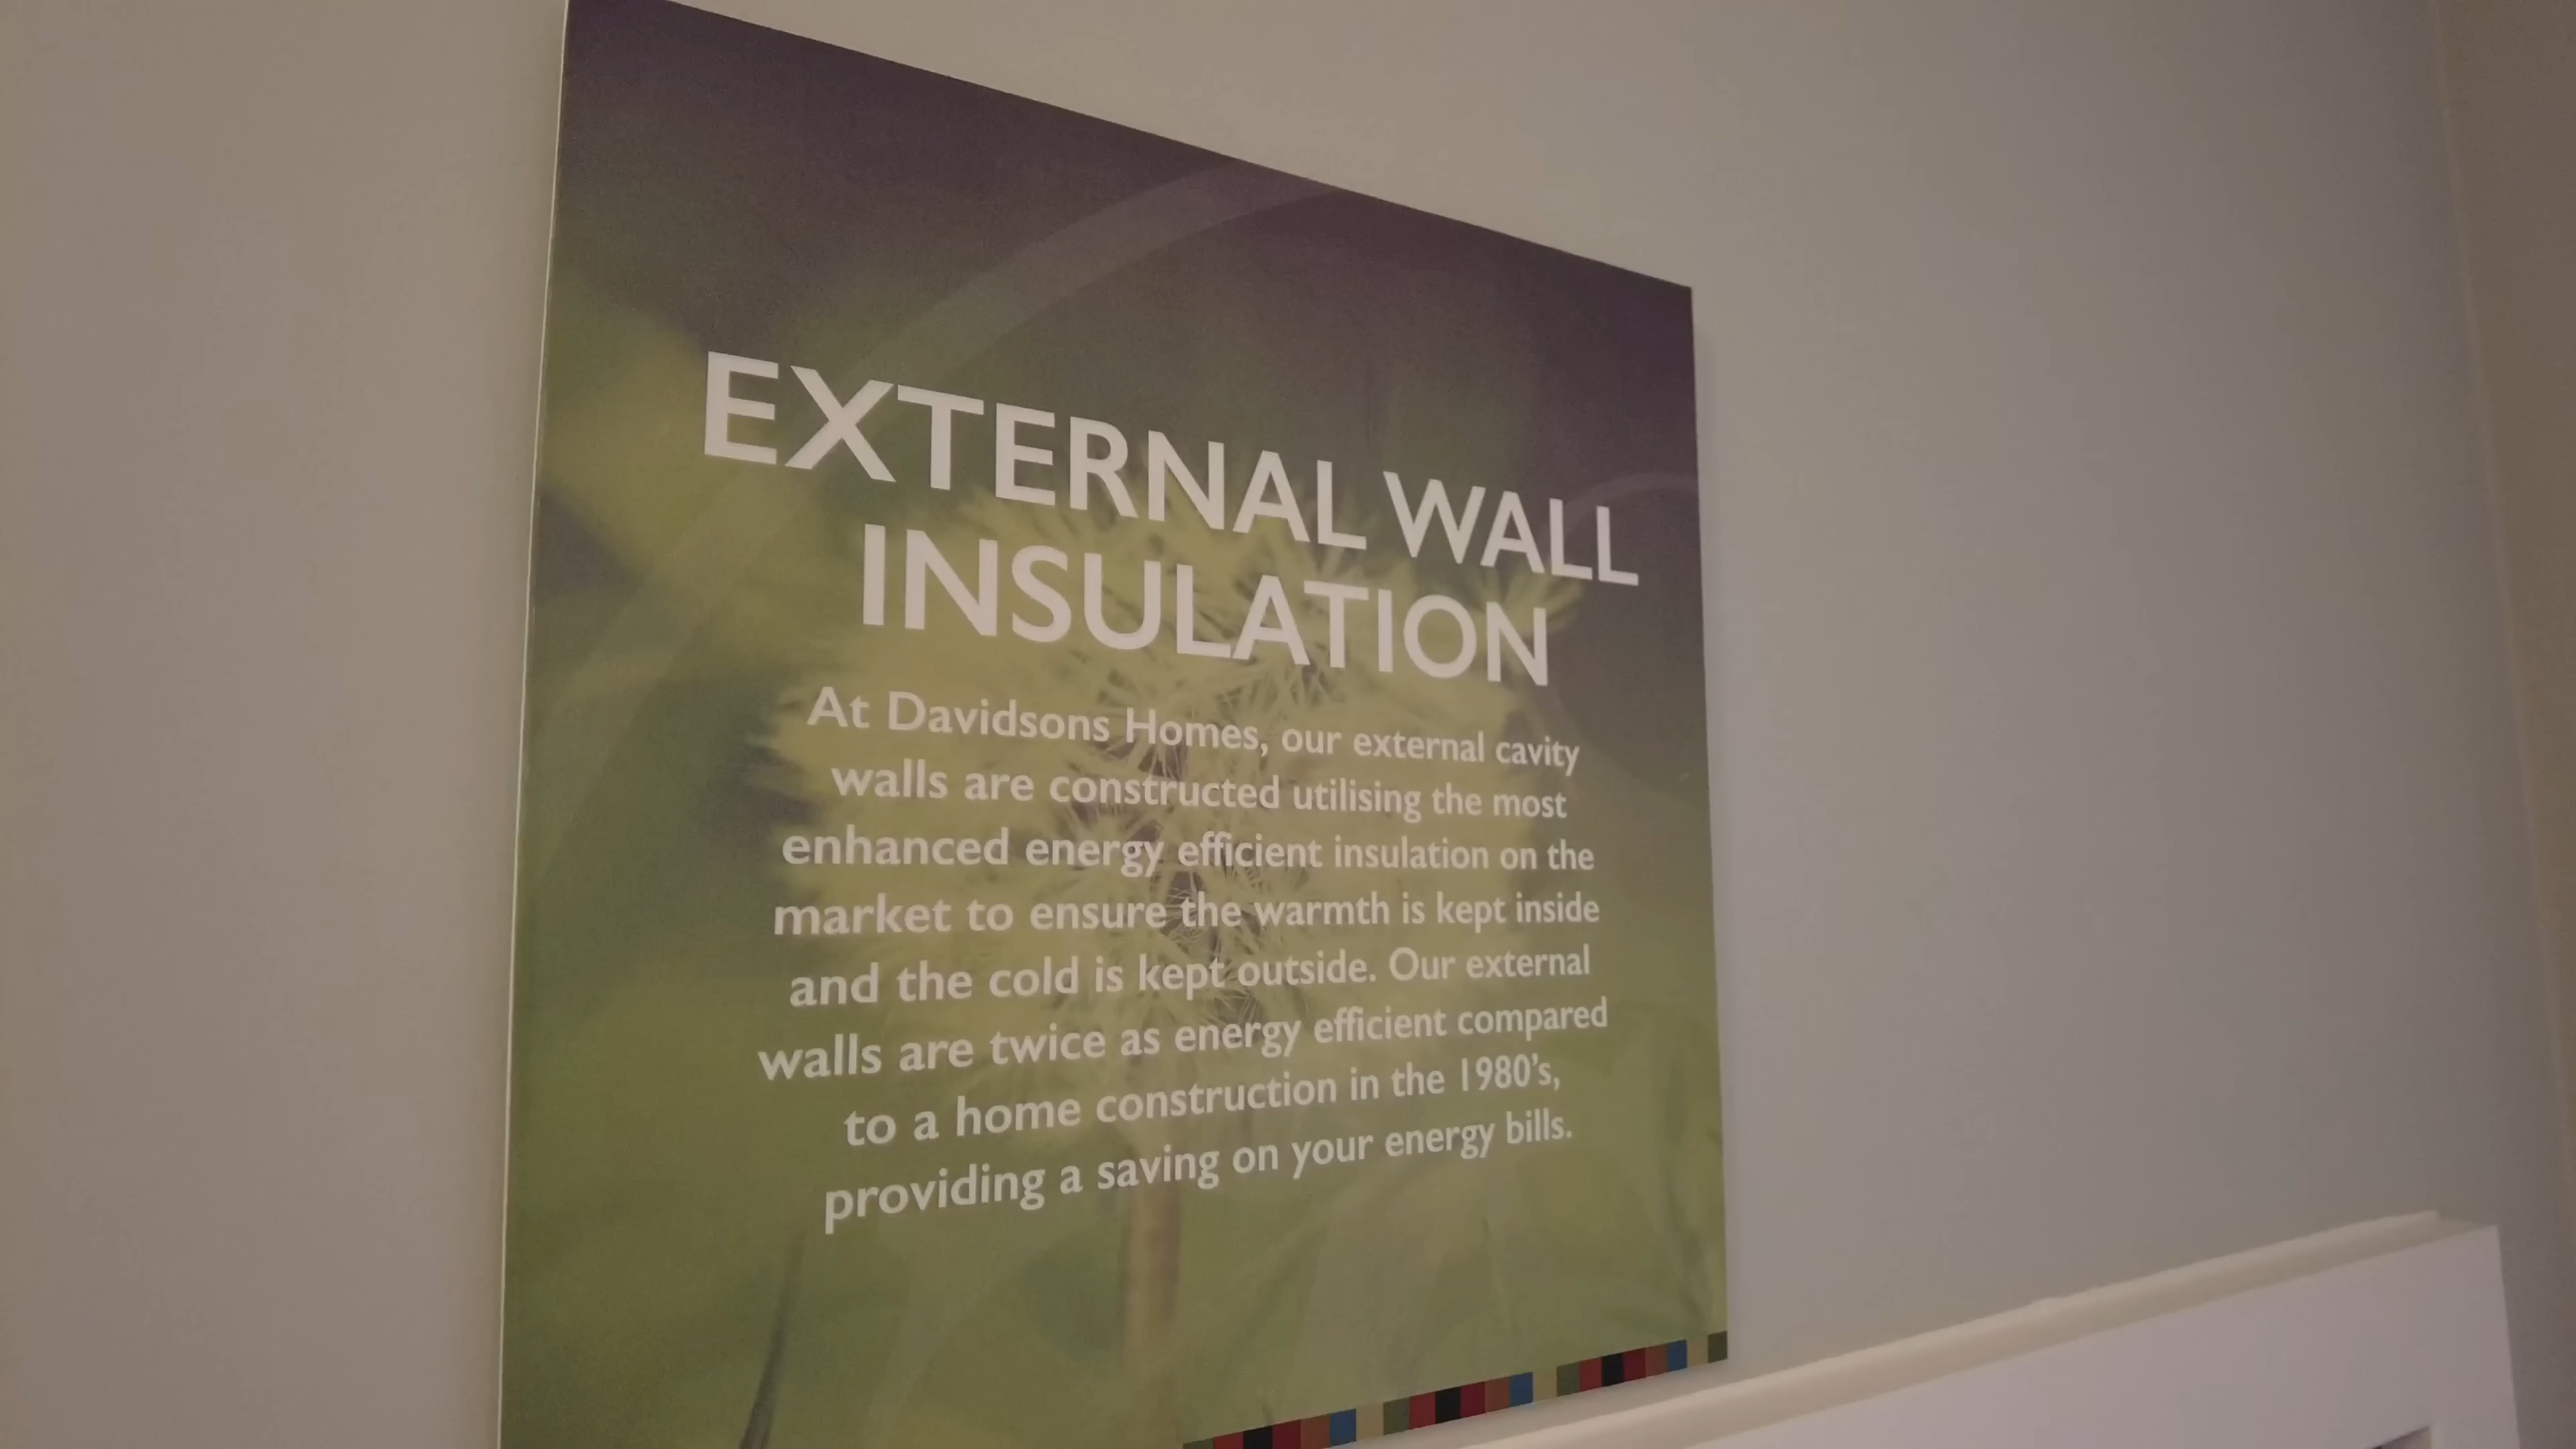 EXTERNAL WALL
INSULATION
At Davidsons Homes, our external cavity
walls are constructed utilising the most
enhanced energy efficient insulation on the
market to ensure the warmth is kept inside
and the cold is kept outside. Our external
walls are twice as energy efficient compared
to a home construction in the 1980's,
providing a saving on your energy bills.